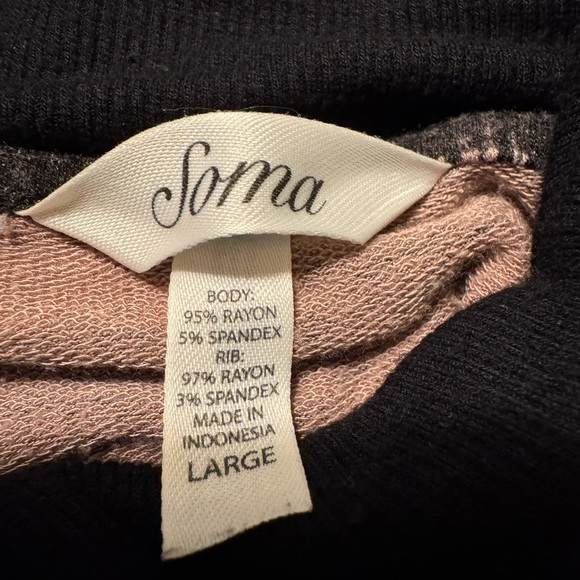 Soma
BODY:
95% RAYON
5% SPANDEX
RIB:
97% RAYON
3% SPANDEX
MADE IN
INDONESIA
LARGE